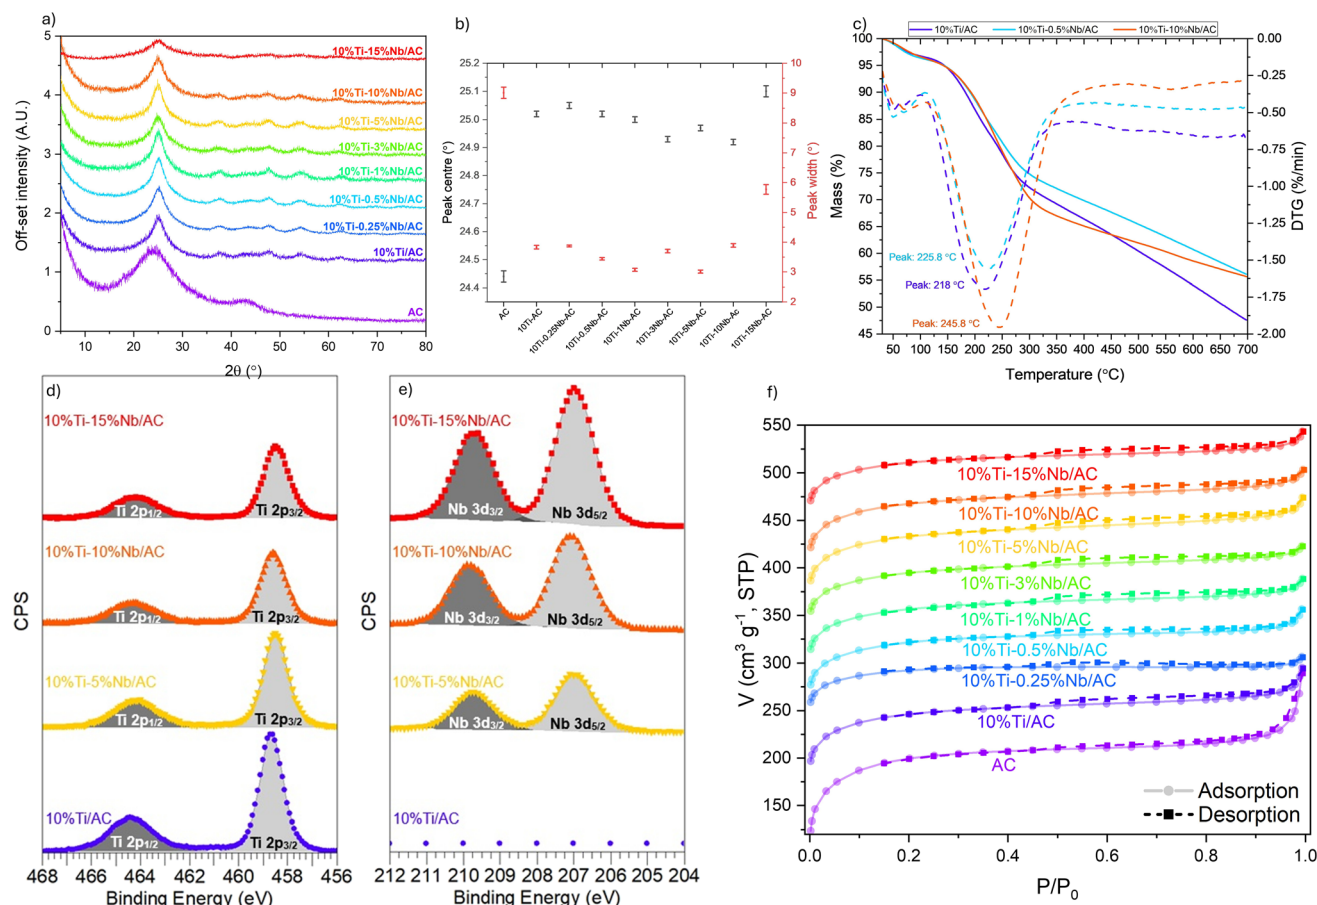 a)
10%Ti-15%Nb/AC
10%Ti-10%Nb/AC
10%Ti-5%Nb/AC
10%Ti-3%Nb/AC
10%Ti-1%Nb/AC
10%Ti-0.5%Nb/AC
10%Ti-0.25%Nb/AC
10%Ti/AC
AC
Off-set intensity (A.U.)
5
4
3
2
1
0
10 20 30 40 50 60 70 80
2θ (°)
b)
Peak centre (°)
25.2
25.1
25.0
24.9
24.8
24.7
24.6
24.5
24.4
Peak width (°)
10
9
8
7
6
5
4
3
2
AC
10Ti-AC
10Ti-0.25Nb-AC
10Ti-0.5Nb-AC
10Ti-1Nb-AC
10Ti-3Nb-AC
10Ti-5Nb-AC
10Ti-10Nb-AC
10Ti-15Nb-AC
c)
10%Ti/AC 10%Ti-0.5%Nb/AC 10%Ti-10%Nb/AC
Mass (%)
100
95
90
85
80
75
70
65
60
55
50
45
DTG (%/min)
0.00
-0.25
-0.50
-0.75
-1.00
-1.25
-1.50
-1.75
-2.00
Peak: 225.8 °C
Peak: 218 °C
Peak: 245.8 °C
50 100 150 200 250 300 350 400 450 500 550 600 650 700
Temperature (°C)
d)
10%Ti-15%Nb/AC
Ti 2p1/2
Ti 2p3/2
10%Ti-10%Nb/AC
Ti 2p1/2
Ti 2p3/2
10%Ti-5%Nb/AC
Ti 2p1/2
Ti 2p3/2
10%Ti/AC
Ti 2p1/2
Ti 2p3/2
CPS
468 466 464 462 460 458 456
Binding Energy (eV)
e)
10%Ti-15%Nb/AC
Nb 3d3/2
Nb 3d5/2
10%Ti-10%Nb/AC
Nb 3d3/2
Nb 3d5/2
10%Ti-5%Nb/AC
Nb 3d3/2
Nb 3d5/2
10%Ti/AC
CPS
212 211 210 209 208 207 206 205 204
Binding Energy (eV)
f)
V (cm3 g-1, STP)
550
500
450
400
350
300
250
200
150
10%Ti-15%Nb/AC
10%Ti-10%Nb/AC
10%Ti-5%Nb/AC
10%Ti-3%Nb/AC
10%Ti-1%Nb/AC
10%Ti-0.5%Nb/AC
10%Ti-0.25%Nb/AC
10%Ti/AC
AC
Adsorption
Desorption
0.0 0.2 0.4 0.6 0.8 1.0
P/P0